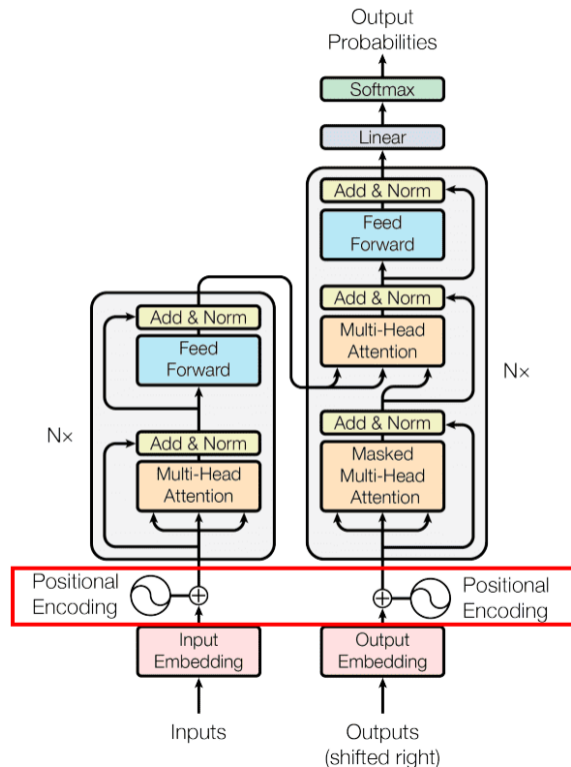 Output
Probabilities
Softmax
Linear
Add & Norm
Feed
Forward
Add & Norm
Multi-Head
Attention
Add & Norm
Masked
Multi-Head
Attention
N×
Add & Norm
Feed
Forward
Add & Norm
Multi-Head
Attention
N×
Positional
Encoding
Positional
Encoding
Input
Embedding
Output
Embedding
Inputs
Outputs
(shifted right)